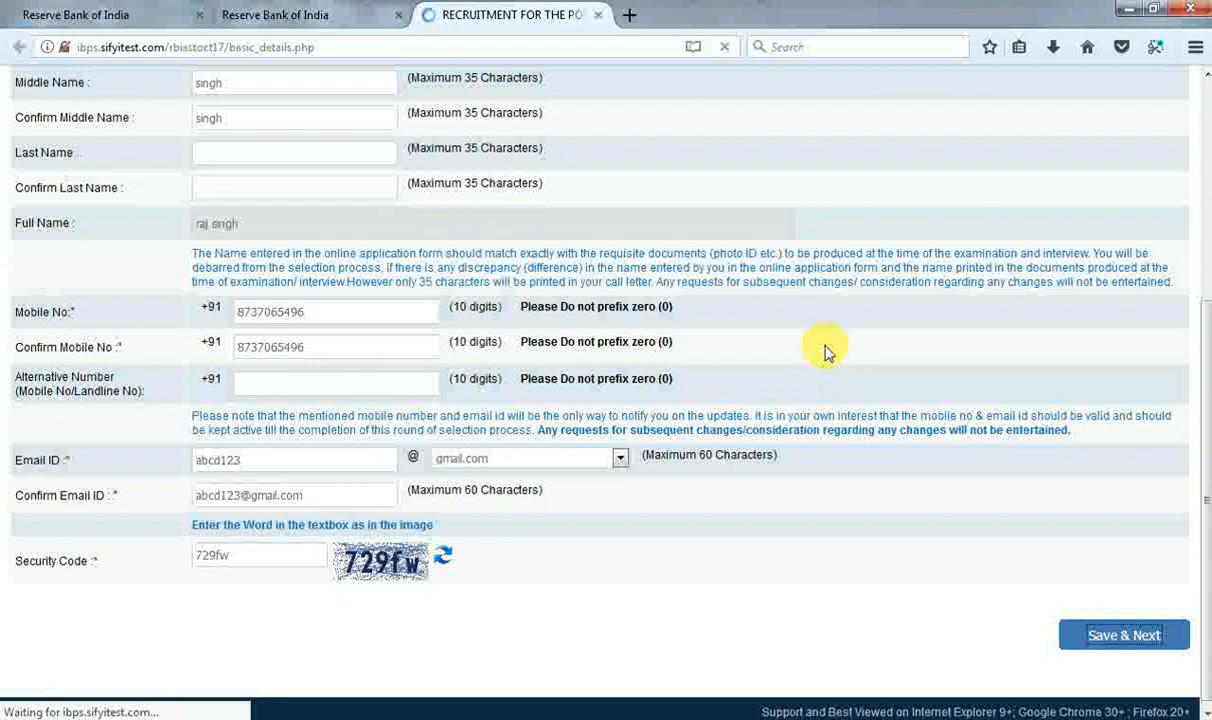 Reserve Bank of India
Reserve Bank of India
RECRUITMENT FOR THE PO
ibps.sifyitest.com/rbiastoct17/basic_details.php
Search
Middle Name : singh (Maximum 35 Characters)
Confirm Middle Name : singh (Maximum 35 Characters)
Last Name : (Maximum 35 Characters)
Confirm Last Name : (Maximum 35 Characters)
Full Name : raj singh
The Name entered in the online application form should match exactly with the requisite documents (photo ID etc.) to be produced at the time of the examination and interview. You will be
debarred from the selection process, if there is any discrepancy (difference) in the name entered by you in the online application form and the name printed in the documents produced at the
time of examination/ interview.However only 35 characters will be printed in your call letter. Any requests for subsequent changes/ consideration regarding any changes will not be entertained.
Mobile No:* +91 8737065496 (10 digits) Please Do not prefix zero (0)
Confirm Mobile No :* +91 8737065496 (10 digits) Please Do not prefix zero (0)
Alternative Number
(Mobile No/Landline No): +91 (10 digits) Please Do not prefix zero (0)
Please note that the mentioned mobile number and email id will be the only way to notify you on the updates. it is in your own interest that the mobile no & email id should be valid and should
be kept active till the completion of this round of selection process. Any requests for subsequent changes/consideration regarding any changes will not be entertained.
Email ID :* abcd123 @ gmail.com (Maximum 60 Characters)
Confirm Email ID : * abcd123@gmail.com (Maximum 60 Characters)
Enter the Word in the textbox as in the image
Security Code :* 729fw 729fw
Save & Next
Waiting for ibps.sifyitest.com...
Support and Best Viewed on Internet Explorer 9+; Google Chrome 30+ ; Firefox 20+